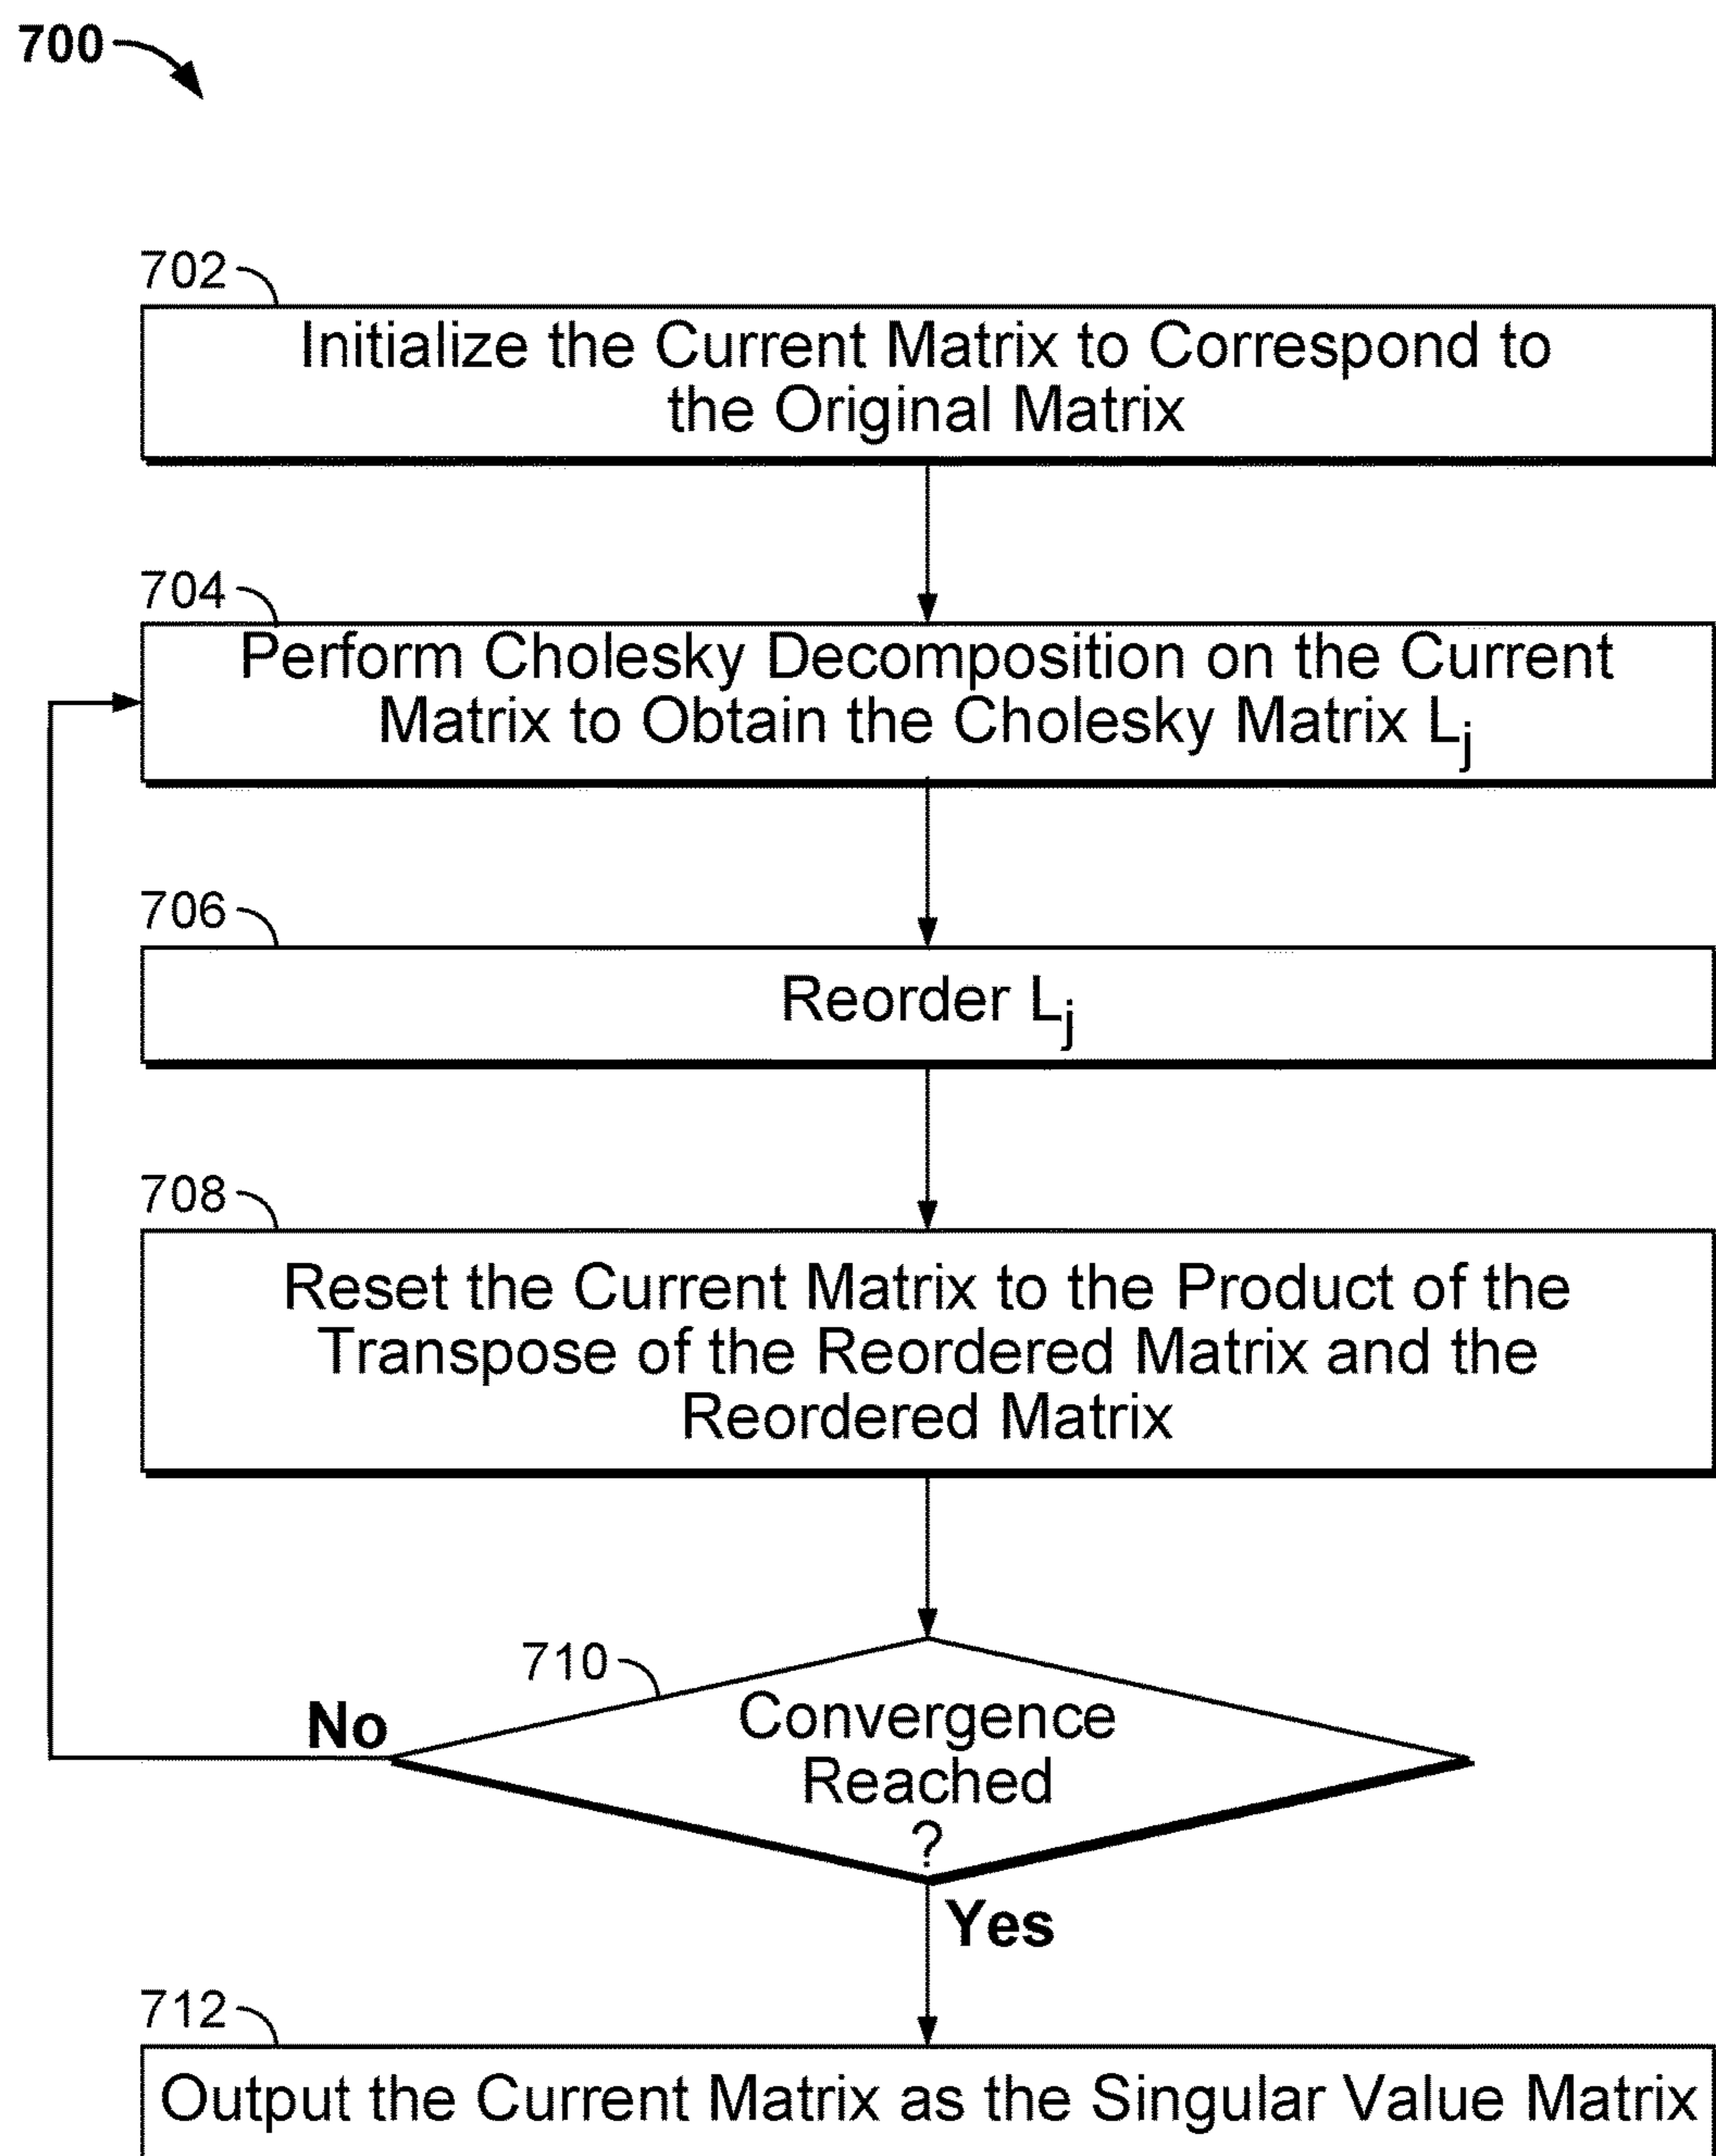 700
702
Initialize the Current Matrix to Correspond to
the Original Matrix
704
Perform Cholesky Decomposition on the Current
Matrix to Obtain the Cholesky Matrix Lj
706
Reorder Lj
708
Reset the Current Matrix to the Product of the
Transpose of the Reordered Matrix and the
Reordered Matrix
710
Convergence
Reached
?
No
Yes
712
Output the Current Matrix as the Singular Value Matrix